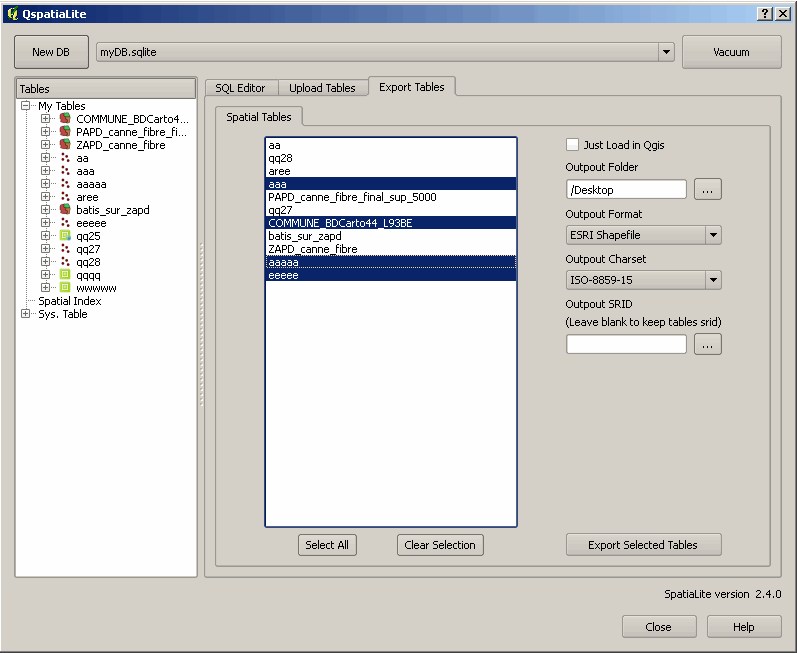 QspatiaLite
New DB
myDB.sqlite
Vacuum
Tables
My Tables
COMMUNE_BDCarto4...
PAPD_canne_fibre_fi...
ZAPD_canne_fibre
aa
aaa
aaaaa
aree
batis_sur_zapd
eeeee
qq25
qq27
qq28
qqqq
wwwww
Spatial Index
Sys. Table
SQL Editor
Upload Tables
Export Tables
Spatial Tables
aa
qq28
aree
aaa
PAPD_canne_fibre_final_sup_5000
qq27
COMMUNE_BDCarto44_L93BE
batis_sur_zapd
ZAPD_canne_fibre
aaaaa
eeeee
Select All
Clear Selection
Just Load in Qgis
Outpout Folder
/Desktop
...
Outpout Format
ESRI Shapefile
Outpout Charset
ISO-8859-15
Outpout SRID
(Leave blank to keep tables srid)
...
Export Selected Tables
SpatiaLite version 2.4.0
Close
Help